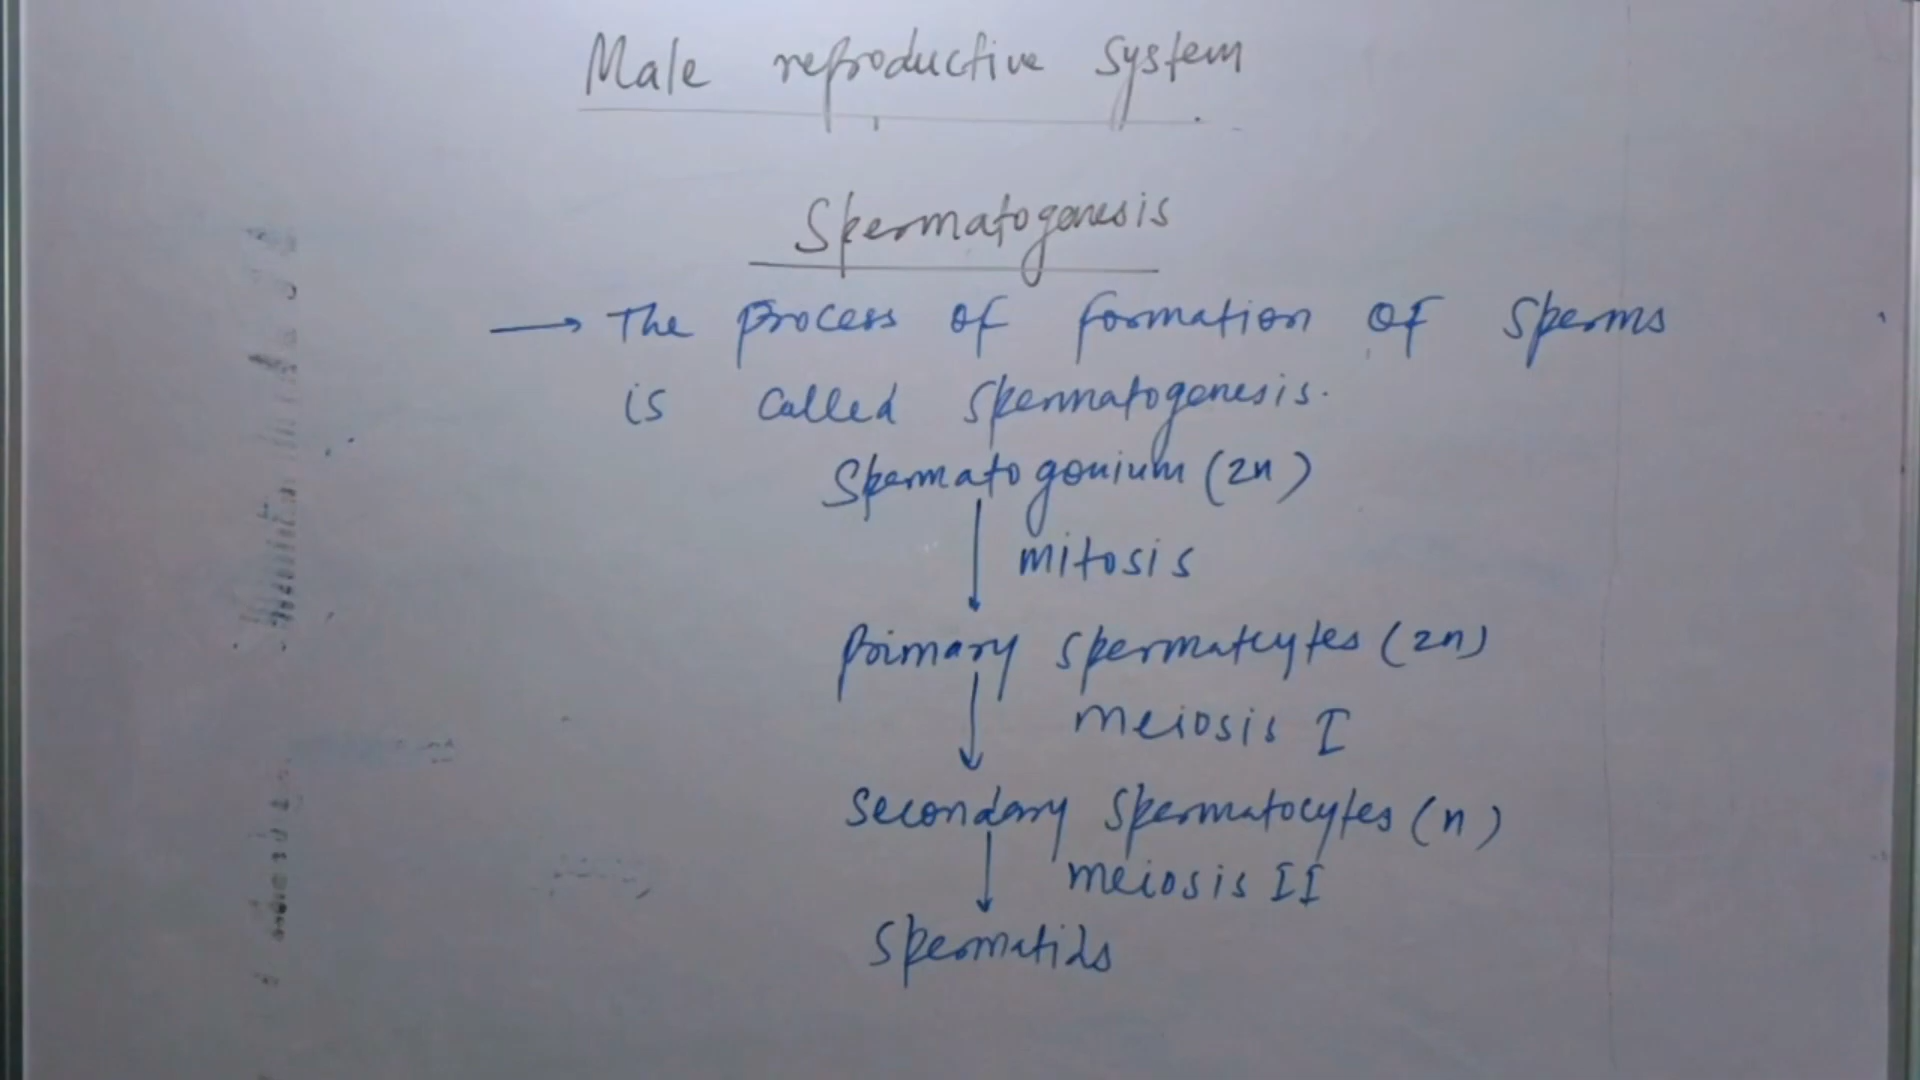 Male reproductive system
Spermatogenesis
→ The process of formation of sperms
is called spermatogenesis.
Spermatogonium (2n)
mitosis
primary spermatcytes (2n)
meiosis I
Secondary spermatocytes (n)
meiosis II
Spermatids